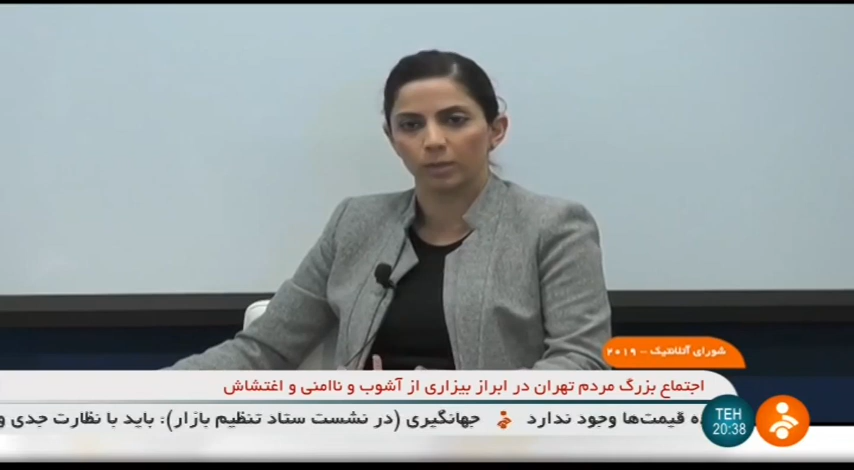 شورای آتلانتیک – ۲۰۱۹
اجتماع بزرگ مردم تهران در ابراز بیزاری از آشوب و ناامنی و اغتشاش
ده قیمت‌ها وجود ندارد جهانگیری (در نشست ستاد تنظیم بازار): باید با نظارت جدی و
TEH
20:38